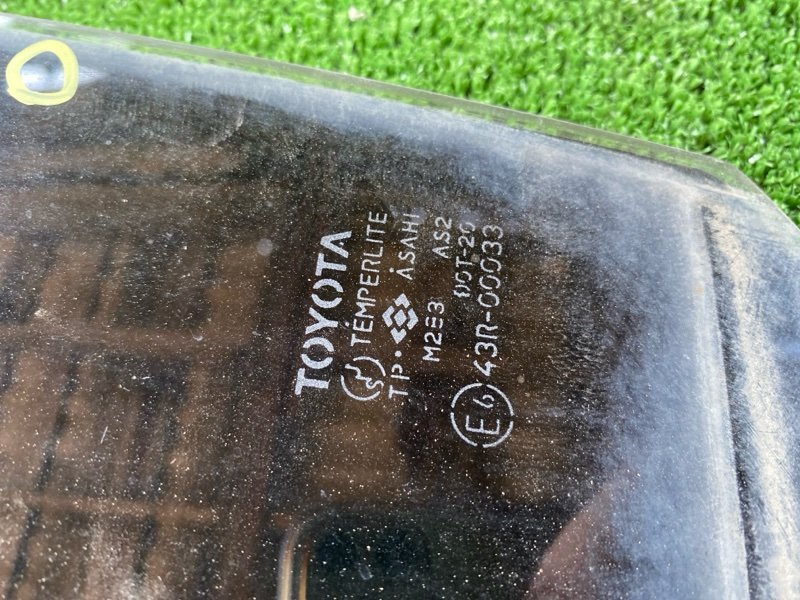 TOYOTA
TEMPERLITE
TP ASAHI
M2E3 AS2
DOT-20
E6 43R-00033